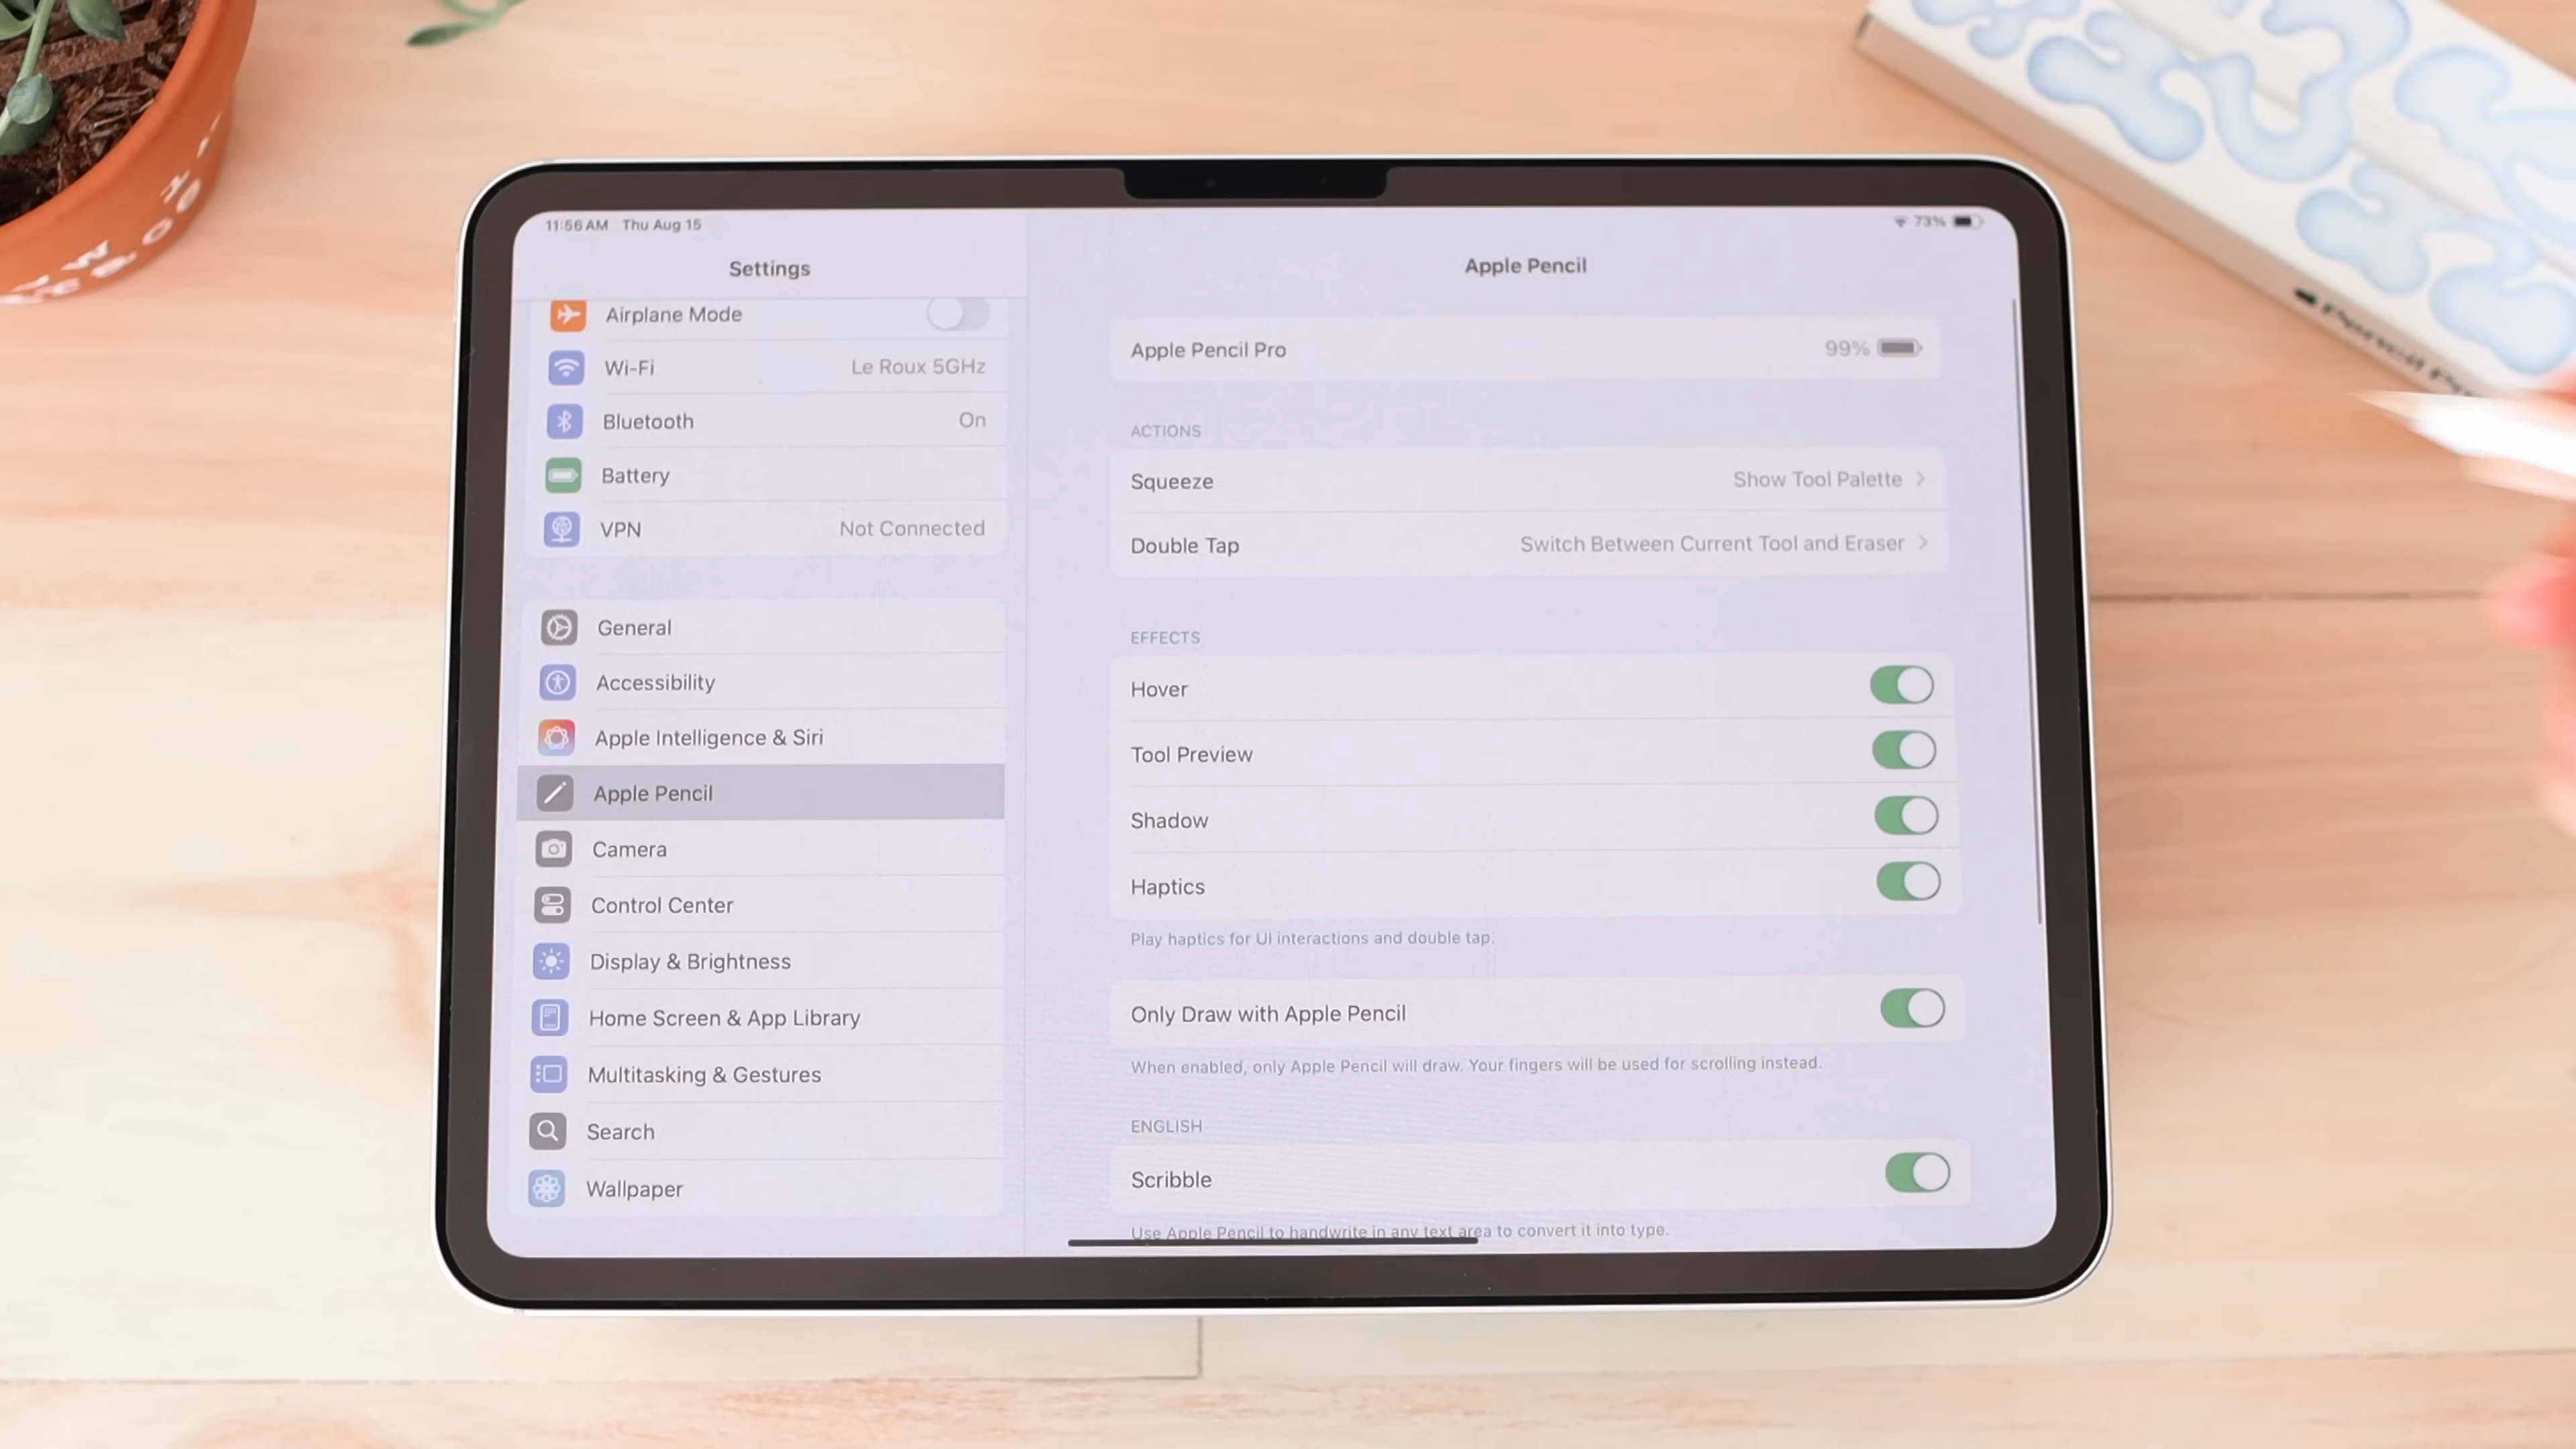 11:56 AM Thu Aug 15
73%
Settings
Airplane Mode
Wi-Fi Le Roux 5GHz
Bluetooth On
Battery
VPN Not Connected
General
Accessibility
Apple Intelligence & Siri
Apple Pencil
Camera
Control Center
Display & Brightness
Home Screen & App Library
Multitasking & Gestures
Search
Wallpaper
Apple Pencil
Apple Pencil Pro 99%
ACTIONS
Squeeze Show Tool Palette
Double Tap Switch Between Current Tool and Eraser
EFFECTS
Hover
Tool Preview
Shadow
Haptics
Play haptics for UI interactions and double tap.
Only Draw with Apple Pencil
When enabled, only Apple Pencil will draw. Your fingers will be used for scrolling instead.
ENGLISH
Scribble
Use Apple Pencil to handwrite in any text area to convert it into type.
Pencil